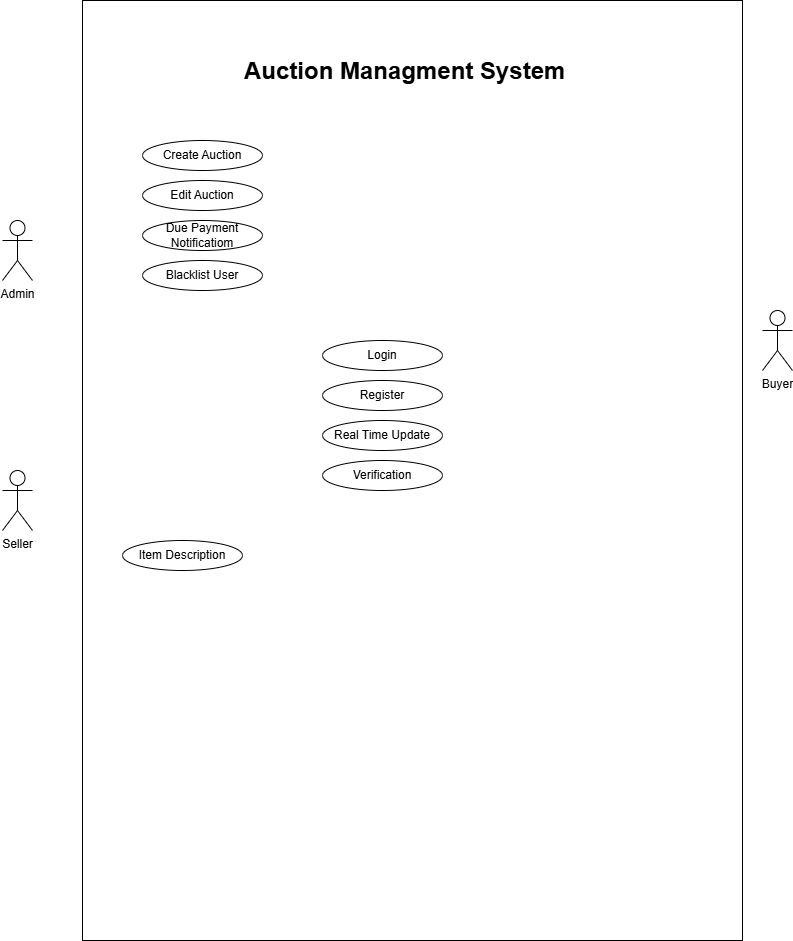 Auction Managment System
Create Auction
Edit Auction
Due Payment
Notificatiom
Blacklist User
Admin
Login
Register
Real Time Update
Verification
Buyer
Seller
Item Description